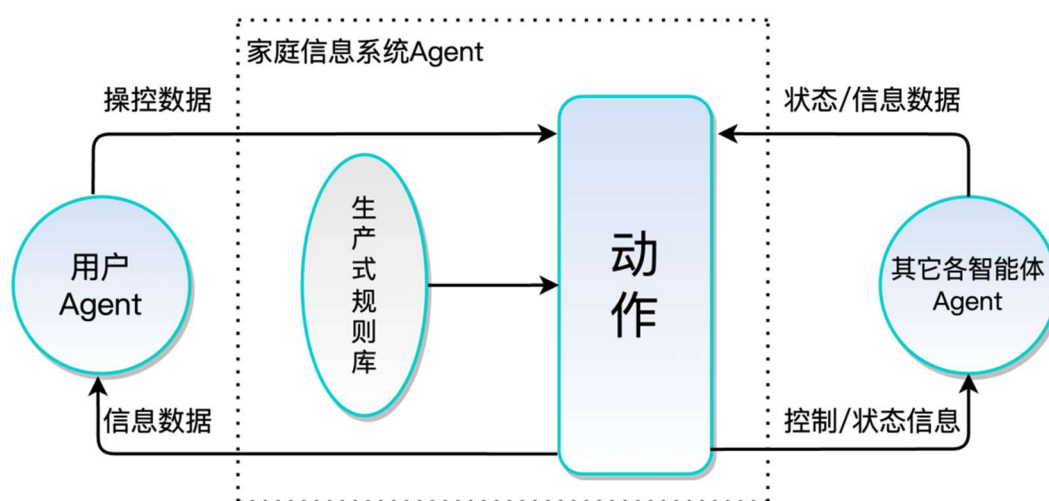 家庭信息系统Agent
操控数据
状态/信息数据
生产式规则库
动作
用户
Agent
其它各智能体
Agent
信息数据
控制/状态信息